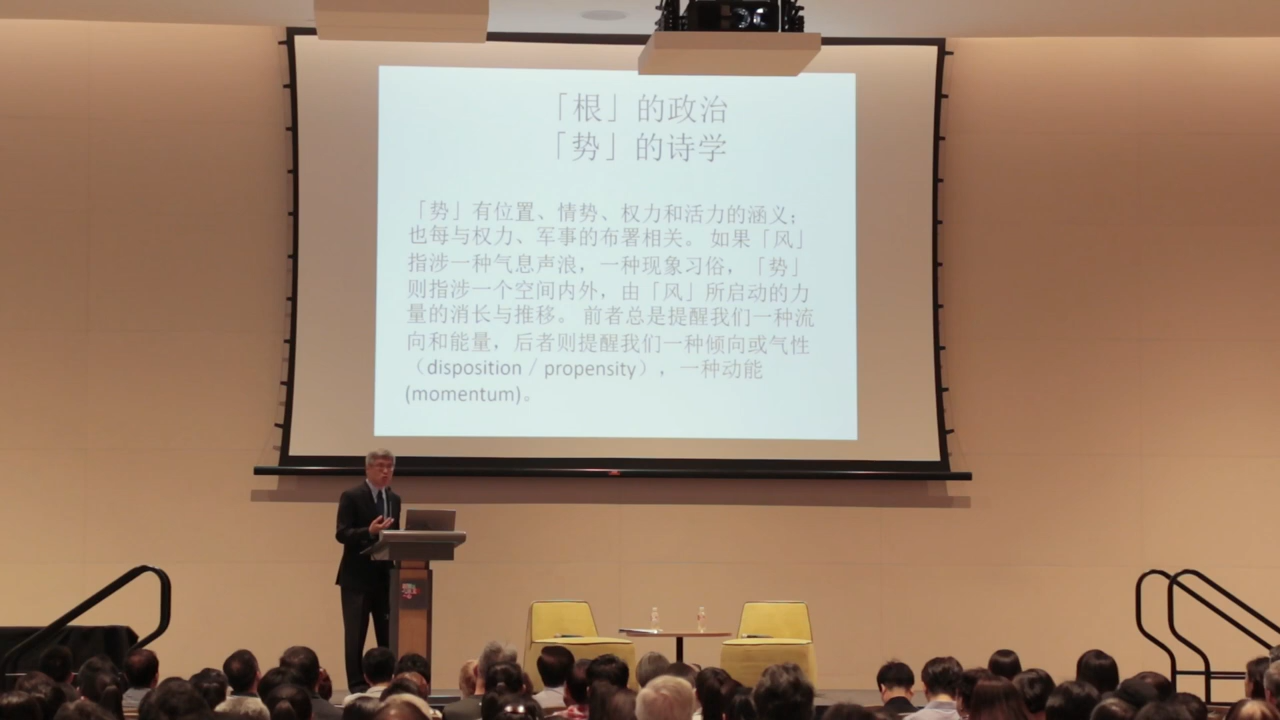 「根」的政治
「势」的诗学
「势」有位置、情势、权力和活力的涵义；
也每与权力、军事的布署相关。 如果「风」
指涉一种气息声浪，一种现象习俗，「势」
则指涉一个空间内外，由「风」所启动的力
量的消长与推移。 前者总是提醒我们一种流
向和能量，后者则提醒我们一种倾向或气性
（disposition / propensity），一种动能
(momentum)。